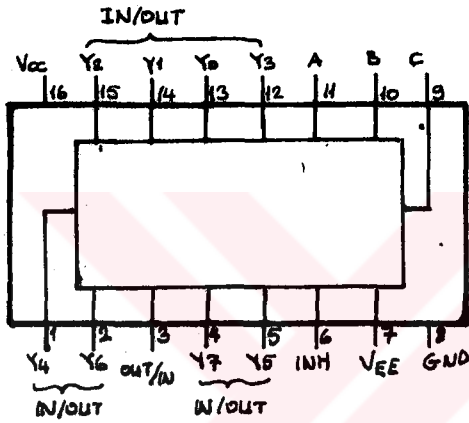 IN/OUT
Vcc Y2 Y1 Y0 Y3 A B C
16 15 14 13 12 11 10 9
1 2 3 4 5 6 7 8
Y4 Y6 OUT/IN Y7 Y5 INH VEE GND
IN/OUT IN/OUT